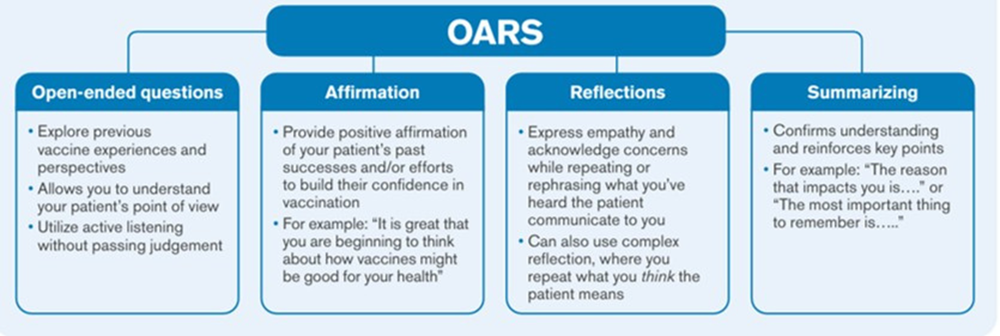 OARS
Open-ended questions
• Explore previous
vaccine experiences and
perspectives
• Allows you to understand
your patient’s point of view
• Utilize active listening
without passing judgement
Affirmation
• Provide positive affirmation
of your patient’s past
successes and/or efforts
to build their confidence in
vaccination
• For example: “It is great that
you are beginning to think
about how vaccines might
be good for your health”
Reflections
• Express empathy and
acknowledge concerns
while repeating or
rephrasing what you’ve
heard the patient
communicate to you
• Can also use complex
reflection, where you
repeat what you think the
patient means
Summarizing
• Confirms understanding
and reinforces key points
• For example: “The reason
that impacts you is....” or
“The most important thing
to remember is.....”